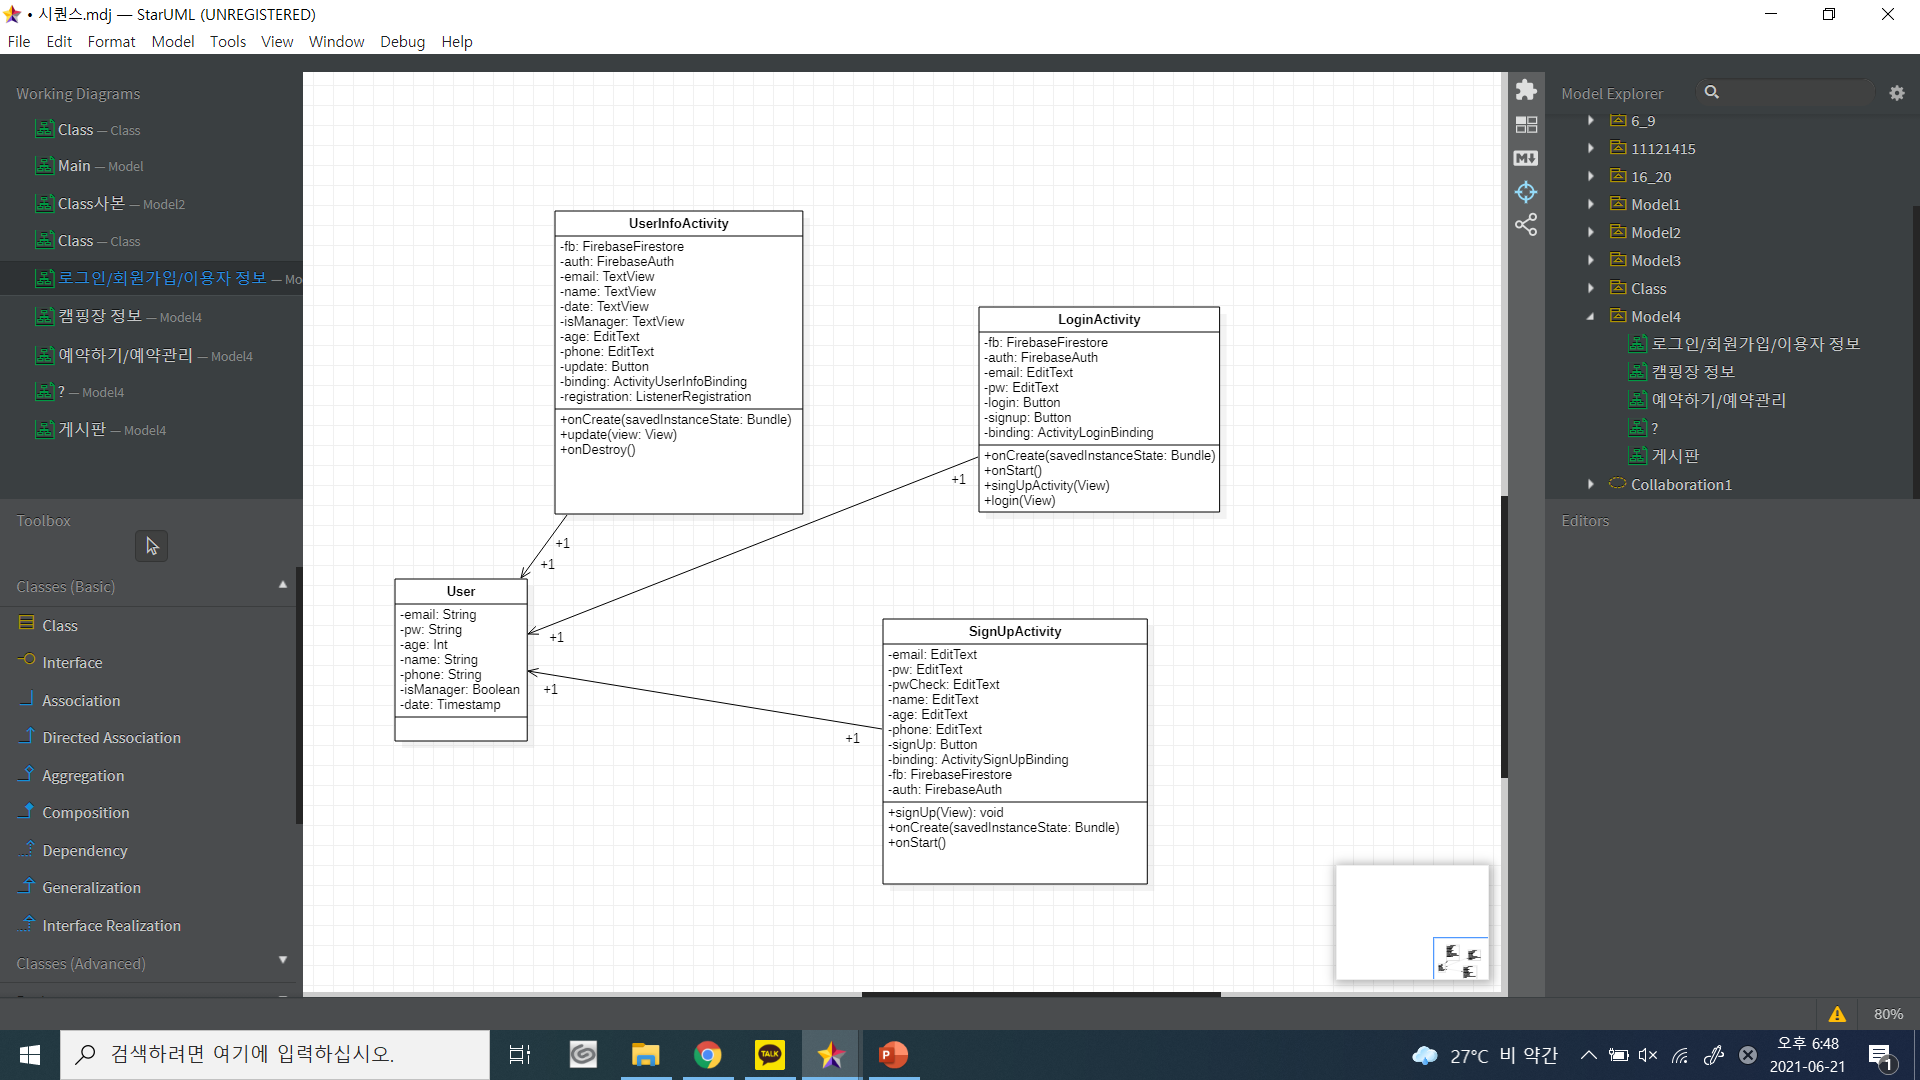 • 시퀀스.mdj — StarUML (UNREGISTERED)
File Edit Format Model Tools View Window Debug Help
Working Diagrams
Class — Class
Main — Model
Class사본 — Model2
Class — Class
로그인/회원가입/이용자 정보 — Mo
캠핑장 정보 — Model4
예약하기/예약관리 — Model4
? — Model4
게시판 — Model4
Toolbox
Classes (Basic)
Class
Interface
Association
Directed Association
Aggregation
Composition
Dependency
Generalization
Interface Realization
Classes (Advanced)
UserInfoActivity
-fb: FirebaseFirestore
-auth: FirebaseAuth
-email: TextView
-name: TextView
-date: TextView
-isManager: TextView
-age: EditText
-phone: EditText
-update: Button
-binding: ActivityUserInfoBinding
-registration: ListenerRegistration
+onCreate(savedInstanceState: Bundle)
+update(view: View)
+onDestroy()
LoginActivity
-fb: FirebaseFirestore
-auth: FirebaseAuth
-email: EditText
-pw: EditText
-login: Button
-signup: Button
-binding: ActivityLoginBinding
+onCreate(savedInstanceState: Bundle)
+onStart()
+singUpActivity(View)
+login(View)
+1
+1
+1
+1
+1
+1
User
-email: String
-pw: String
-age: Int
-name: String
-phone: String
-isManager: Boolean
-date: Timestamp
SignUpActivity
-email: EditText
-pw: EditText
-pwCheck: EditText
-name: EditText
-age: EditText
-phone: EditText
-signUp: Button
-binding: ActivitySignUpBinding
-fb: FirebaseFirestore
-auth: FirebaseAuth
+signUp(View): void
+onCreate(savedInstanceState: Bundle)
+onStart()
M
Model Explorer
6_9
11121415
16_20
Model1
Model2
Model3
Class
Model4
로그인/회원가입/이용자 정보
캠핑장 정보
예약하기/예약관리
?
게시판
Collaboration1
Editors
80%
검색하려면 여기에 입력하십시오.
TALK
P
27°C 비 약간
오후 6:48
2021-06-21
1